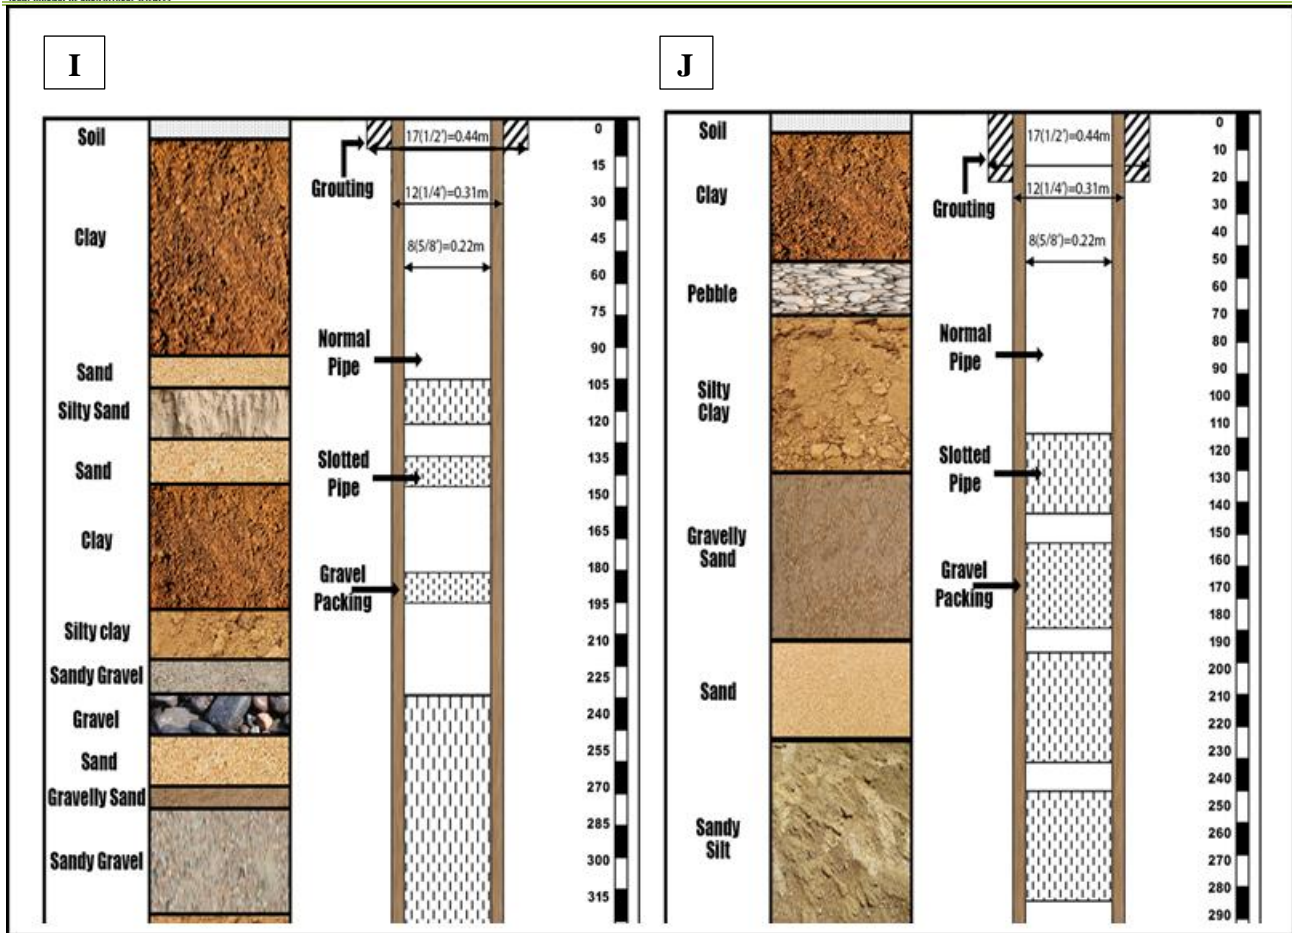 I
Soil
Clay
Sand
Silty Sand
Sand
Clay
Silty clay
Sandy Gravel
Gravel
Sand
Gravelly Sand
Sandy Gravel
17(1/2')=0.44m
Grouting
12(1/4')=0.31m
8(5/8')=0.22m
Normal
Pipe
Slotted
Pipe
Gravel
Packing
0
15
30
45
60
75
90
105
120
135
150
165
180
195
210
225
240
255
270
285
300
315
J
Soil
Clay
Pebble
Silty
Clay
Gravelly
Sand
Sand
Sandy
Silt
17(1/2')=0.44m
12(1/4')=0.31m
Grouting
8(5/8')=0.22m
Normal
Pipe
Slotted
Pipe
Gravel
Packing
0
10
20
30
40
50
60
70
80
90
100
110
120
130
140
150
160
170
180
190
200
210
220
230
240
250
260
270
280
290